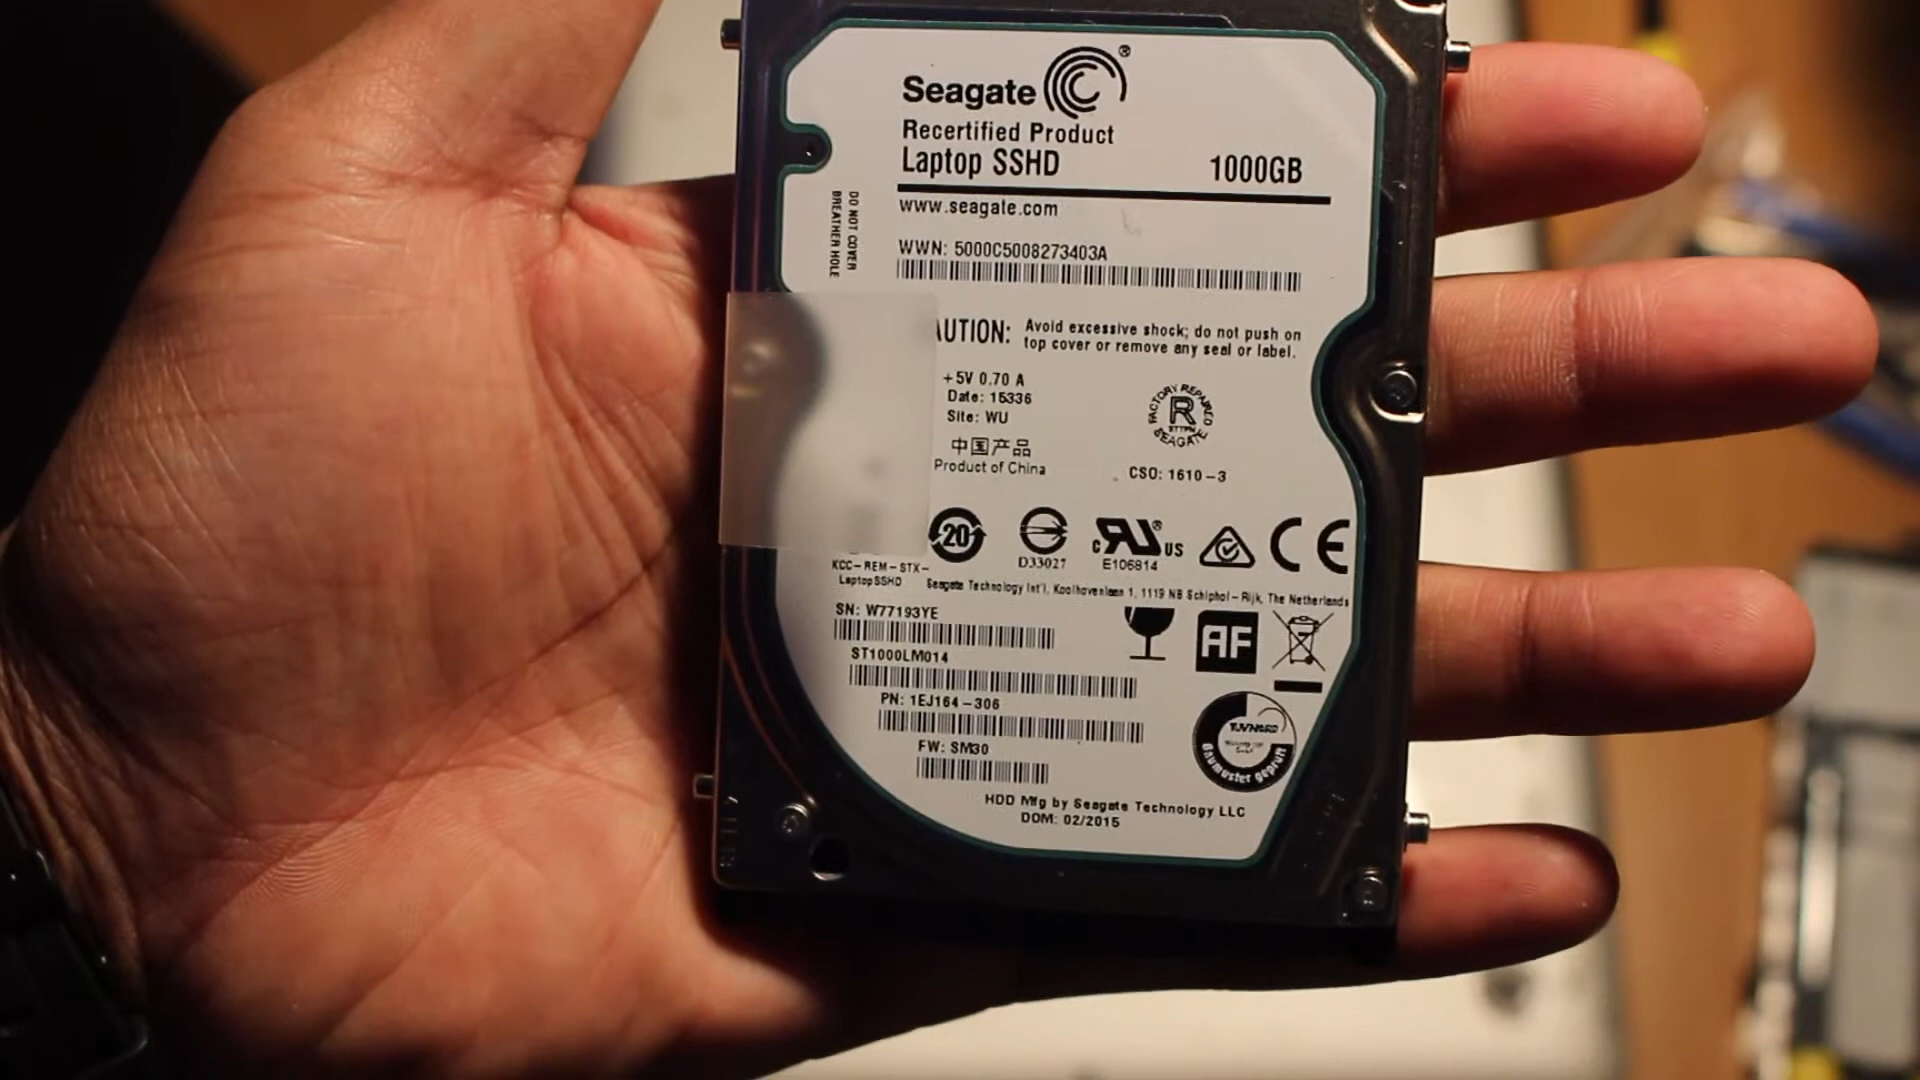 Seagate ®
Recertified Product
Laptop SSHD 1000GB
www.seagate.com
DO NOT COVER
BREATHER HOLE
WWN: 5000C5008273403A
AUTION: Avoid excessive shock; do not push on
top cover or remove any seal or label.
+5V 0.70 A
Date: 15336
Site: WU
中国产品
Product of China
FACTORY REPAIRED
R
SEAGATE
CSO: 1610-3
20
D33027
c RU ® US
E106814
CE
KCC-REM-STX-
LaptopSSHD
Seagate Technology Int'l. Koolhovenlaan 1, 1119 NB Schiphol-Rijk, The Netherlands
SN: W77193YE
ST1000LM014
PN: 1EJ164-306
FW: SM30
AF
TUVNORD
Baumuster geprüft
HDD Mfg by Seagate Technology LLC
DOM: 02/2015